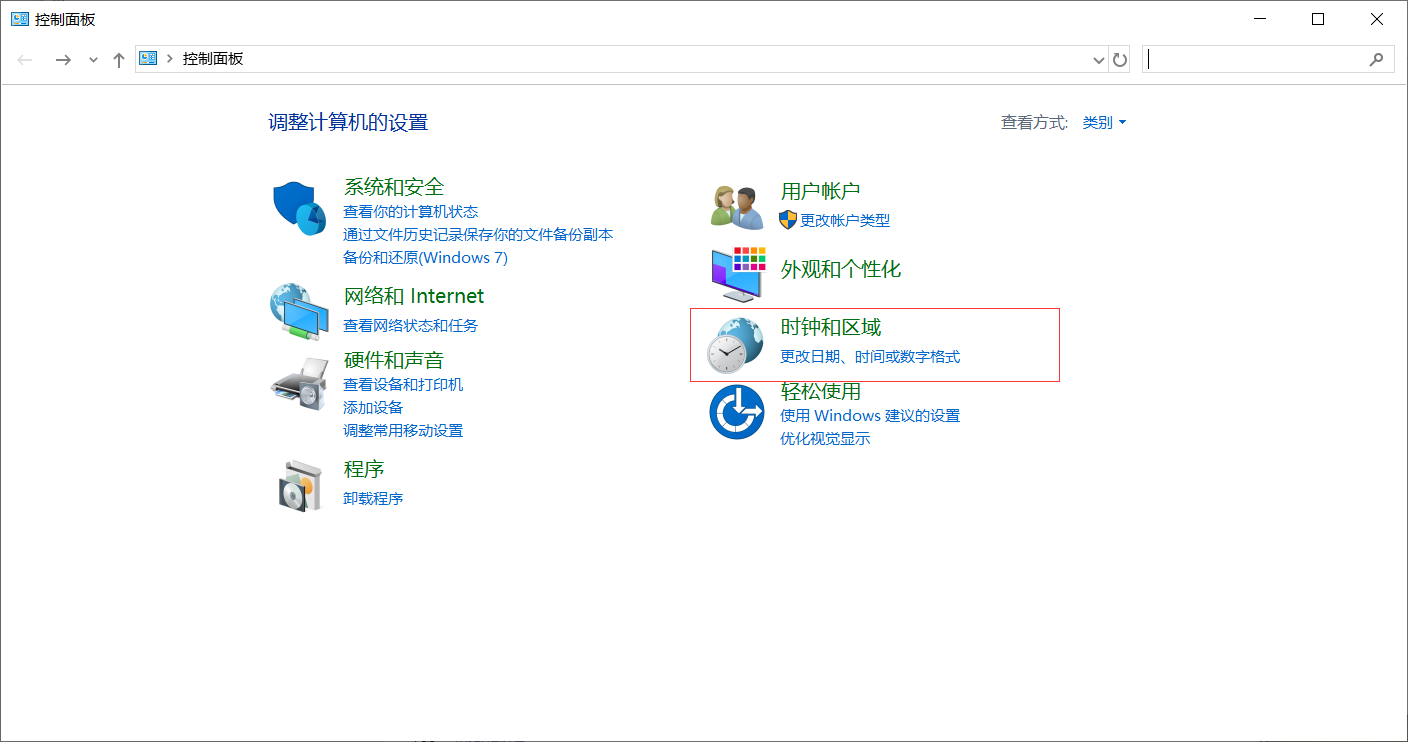 控制面板
控制面板
调整计算机的设置
查看方式: 类别
系统和安全
查看你的计算机状态
通过文件历史记录保存你的文件备份副本
备份和还原(Windows 7)
网络和 Internet
查看网络状态和任务
硬件和声音
查看设备和打印机
添加设备
调整常用移动设置
程序
卸载程序
用户帐户
更改帐户类型
外观和个性化
时钟和区域
更改日期、时间或数字格式
轻松使用
使用 Windows 建议的设置
优化视觉显示